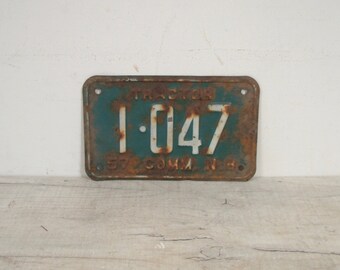 TRACTOR
1·047
57 COMM. N.H.